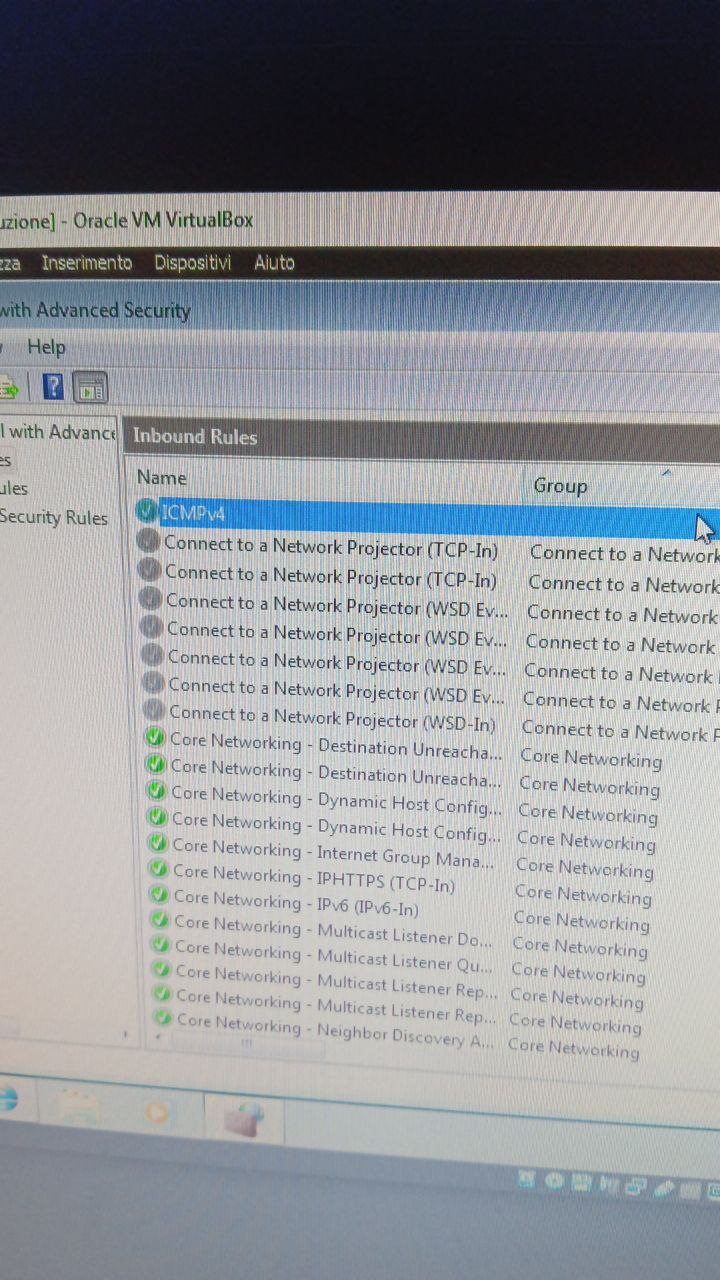 uzione] - Oracle VM VirtualBox
zza Inserimento Dispositivi Aiuto
with Advanced Security
Help
l with Advance
Inbound Rules
es
ules
Security Rules
Name Group
ICMPv4
Connect to a Network Projector (TCP-In) Connect to a Network
Connect to a Network Projector (TCP-In) Connect to a Network
Connect to a Network Projector (WSD Ev... Connect to a Network
Connect to a Network Projector (WSD Ev... Connect to a Network
Connect to a Network Projector (WSD Ev... Connect to a Network
Connect to a Network Projector (WSD Ev... Connect to a Network P
Connect to a Network Projector (WSD-In) Connect to a Network P
Core Networking - Destination Unreacha... Core Networking
Core Networking - Destination Unreacha... Core Networking
Core Networking - Dynamic Host Config... Core Networking
Core Networking - Dynamic Host Config... Core Networking
Core Networking - Internet Group Mana... Core Networking
Core Networking - IPHTTPS (TCP-In) Core Networking
Core Networking - IPv6 (IPv6-In) Core Networking
Core Networking - Multicast Listener Do... Core Networking
Core Networking - Multicast Listener Qu... Core Networking
Core Networking - Multicast Listener Rep... Core Networking
Core Networking - Multicast Listener Rep... Core Networking
Core Networking - Neighbor Discovery A... Core Networking